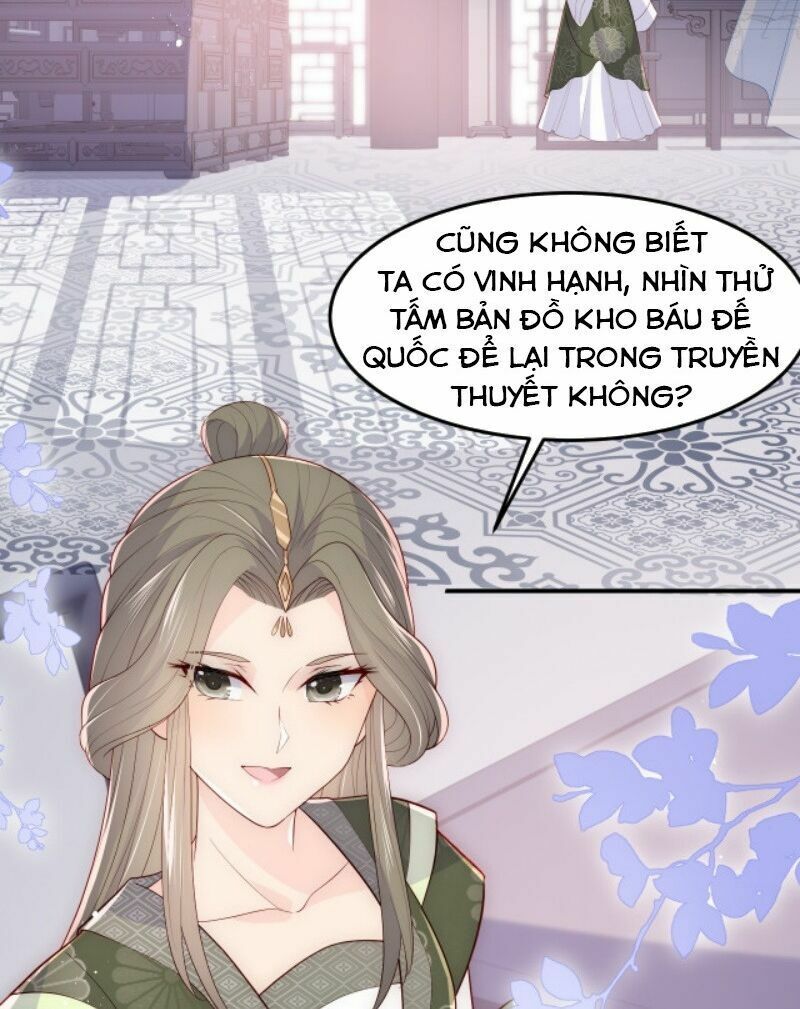 CŨNG KHÔNG BIẾT
TA CÓ VINH HẠNH, NHÌN THỬ
TẤM BẢN ĐỒ KHO BÁU ĐẾ
QUỐC ĐỂ LẠI TRONG TRUYỀN
THUYẾT KHÔNG?